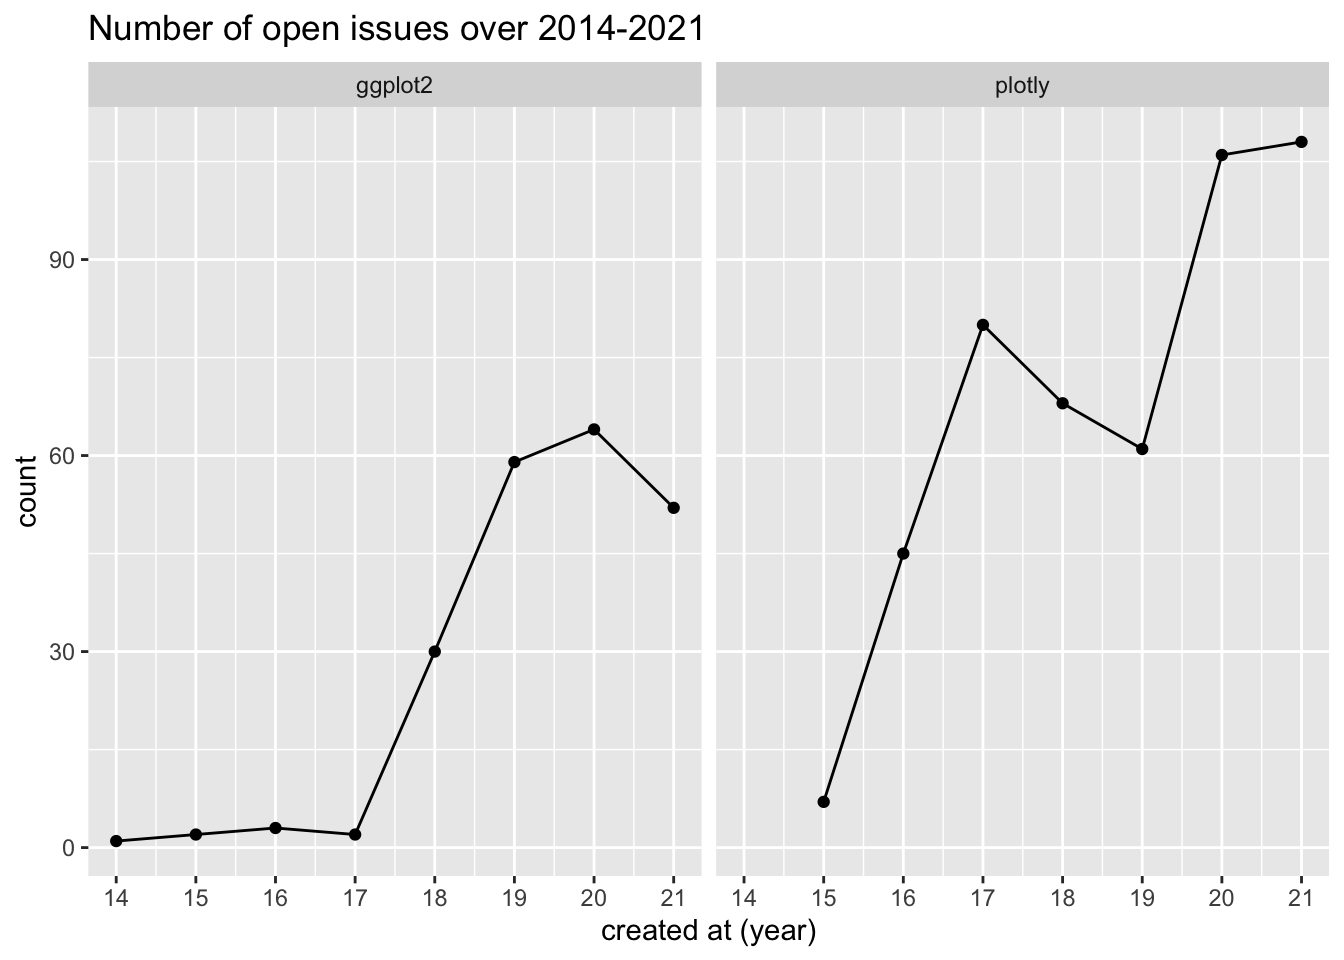 Number of open issues over 2014-2021
ggplot2
plotly
90
60
30
0
count
14 15 16 17 18 19 20 21
14 15 16 17 18 19 20 21
created at (year)